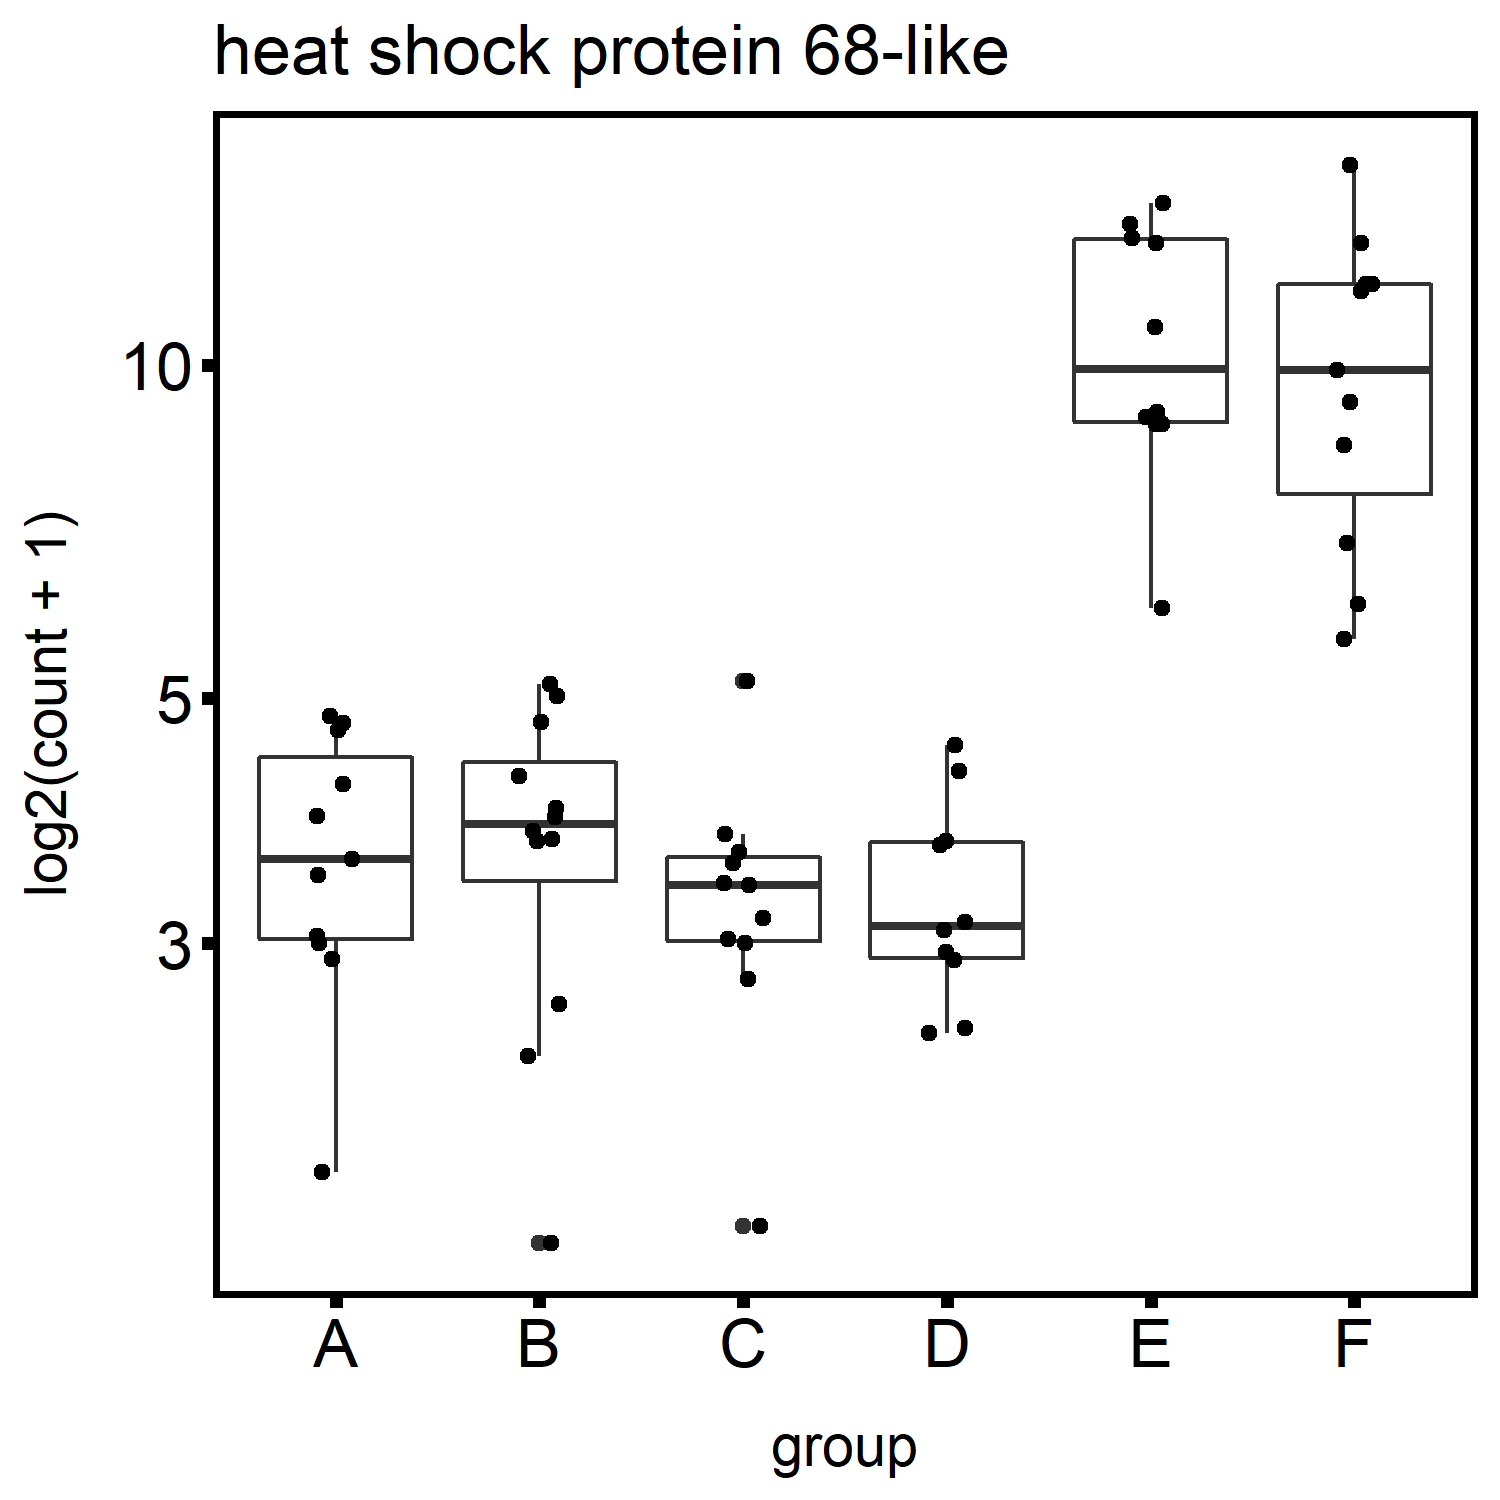 heat shock protein 68-like
log2(count + 1)
10
5
3
A B C D E F
group